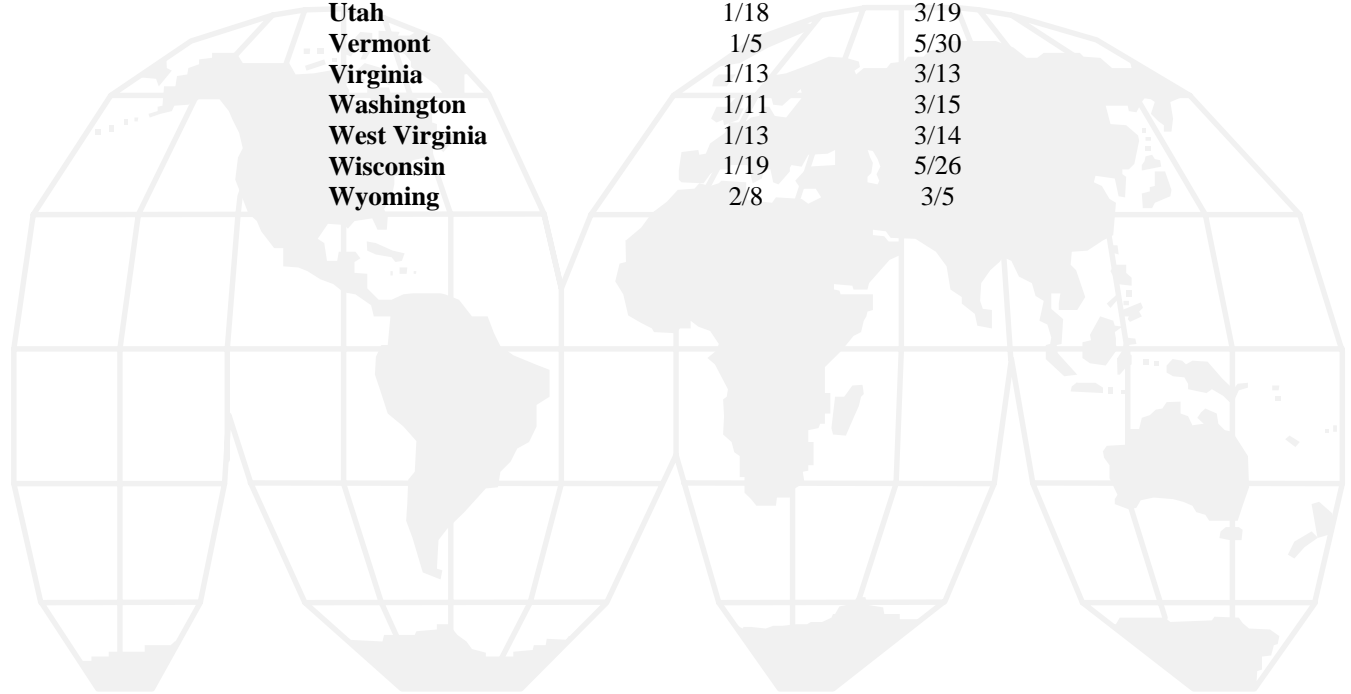 Utah 1/18 3/19
Vermont 1/5 5/30
Virginia 1/13 3/13
Washington 1/11 3/15
West Virginia 1/13 3/14
Wisconsin 1/19 5/26
Wyoming 2/8 3/5